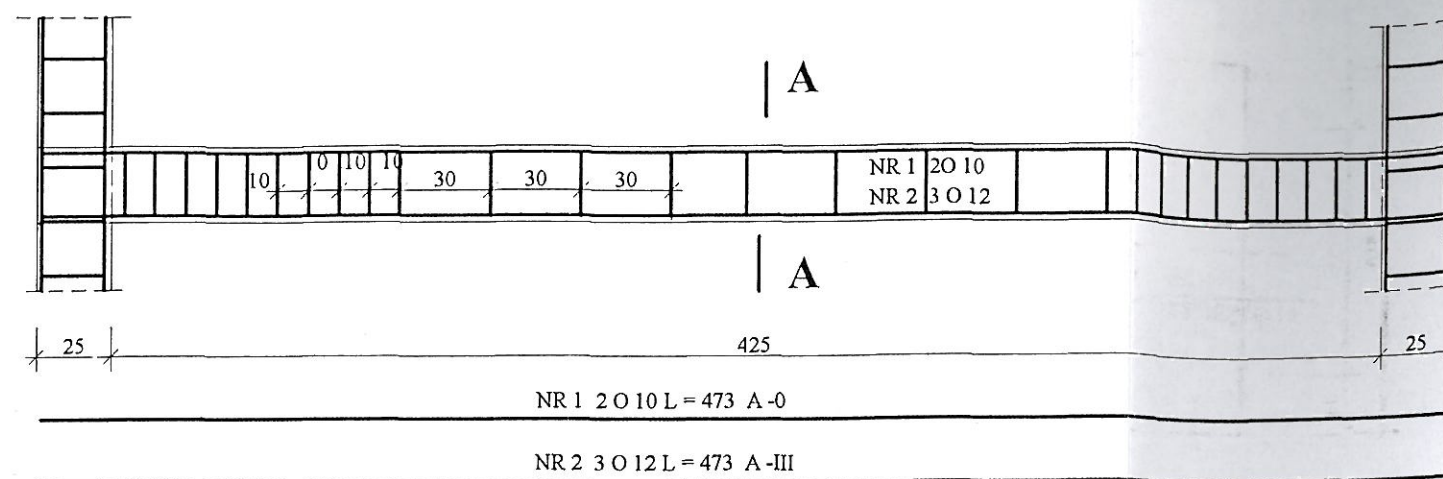 A
10 0 10 10 30 30 30 NR 1 2O 10
NR 2 3 O 12
A
25 425 25
NR 1 2 O 10 L = 473 A -0
NR 2 3 O 12 L = 473 A -III